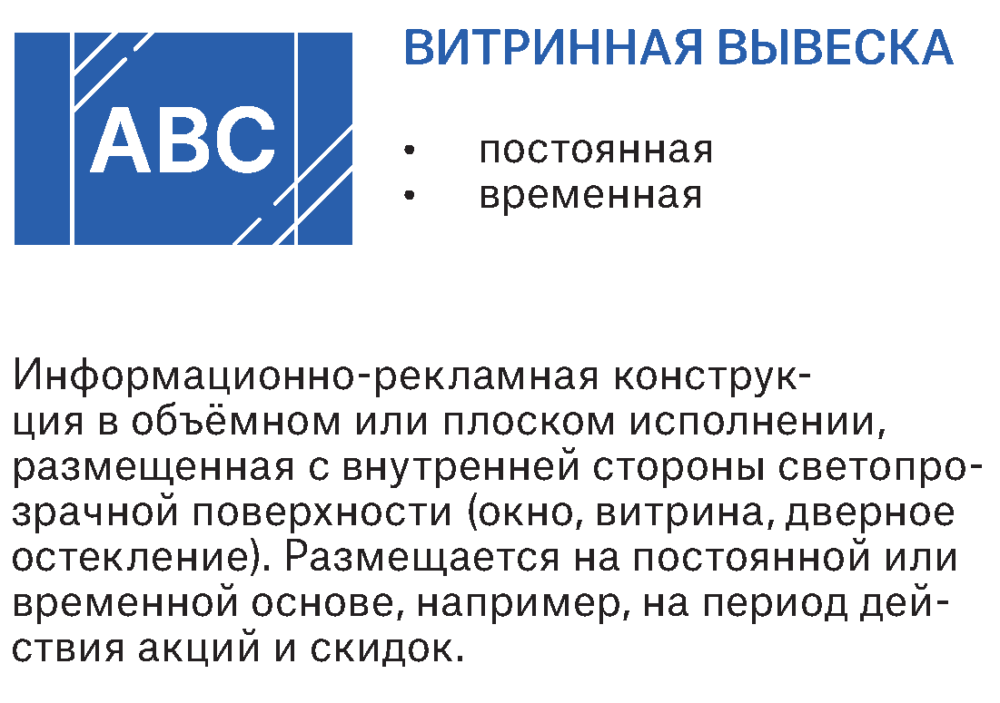 АВС
ВИТРИННАЯ ВЫВЕСКА
• постоянная
• временная
Информационно-рекламная конструк-
ция в объёмном или плоском исполнении,
размещенная с внутренней стороны светопро-
зрачной поверхности (окно, витрина, дверное
остекление). Размещается на постоянной или
временной основе, например, на период дей-
ствия акций и скидок.